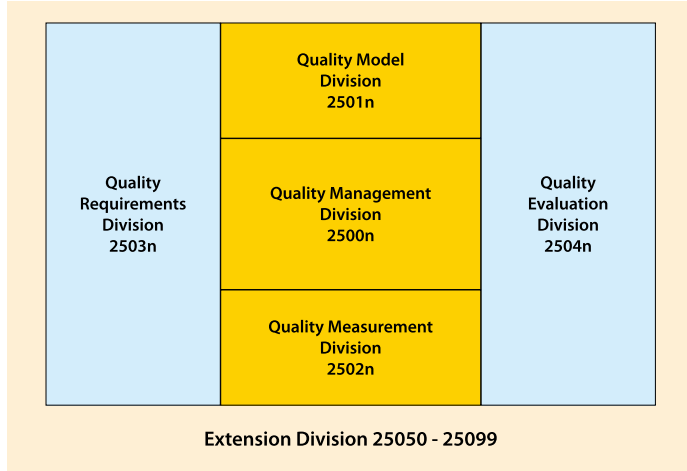 Quality Model
Division
2501n
Quality
Requirements
Division
2503n
Quality Management
Division
2500n
Quality
Evaluation
Division
2504n
Quality Measurement
Division
2502n
Extension Division 25050 - 25099